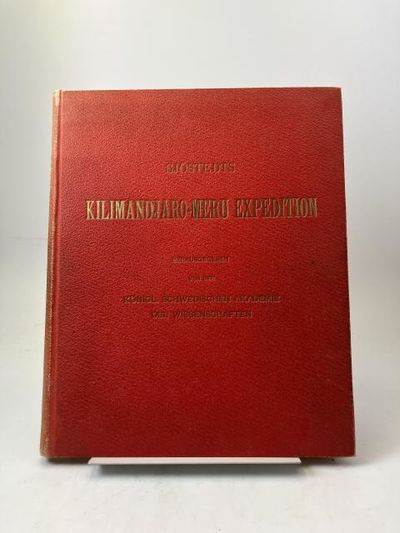 SJÖSTEDTS
KILIMANDJARO-MERU EXPEDITION
HERAUSGEGEBEN
VON DER
KÖNIGL. SCHWEDISCHEN AKADEMIE
DER WISSENSCHAFTEN